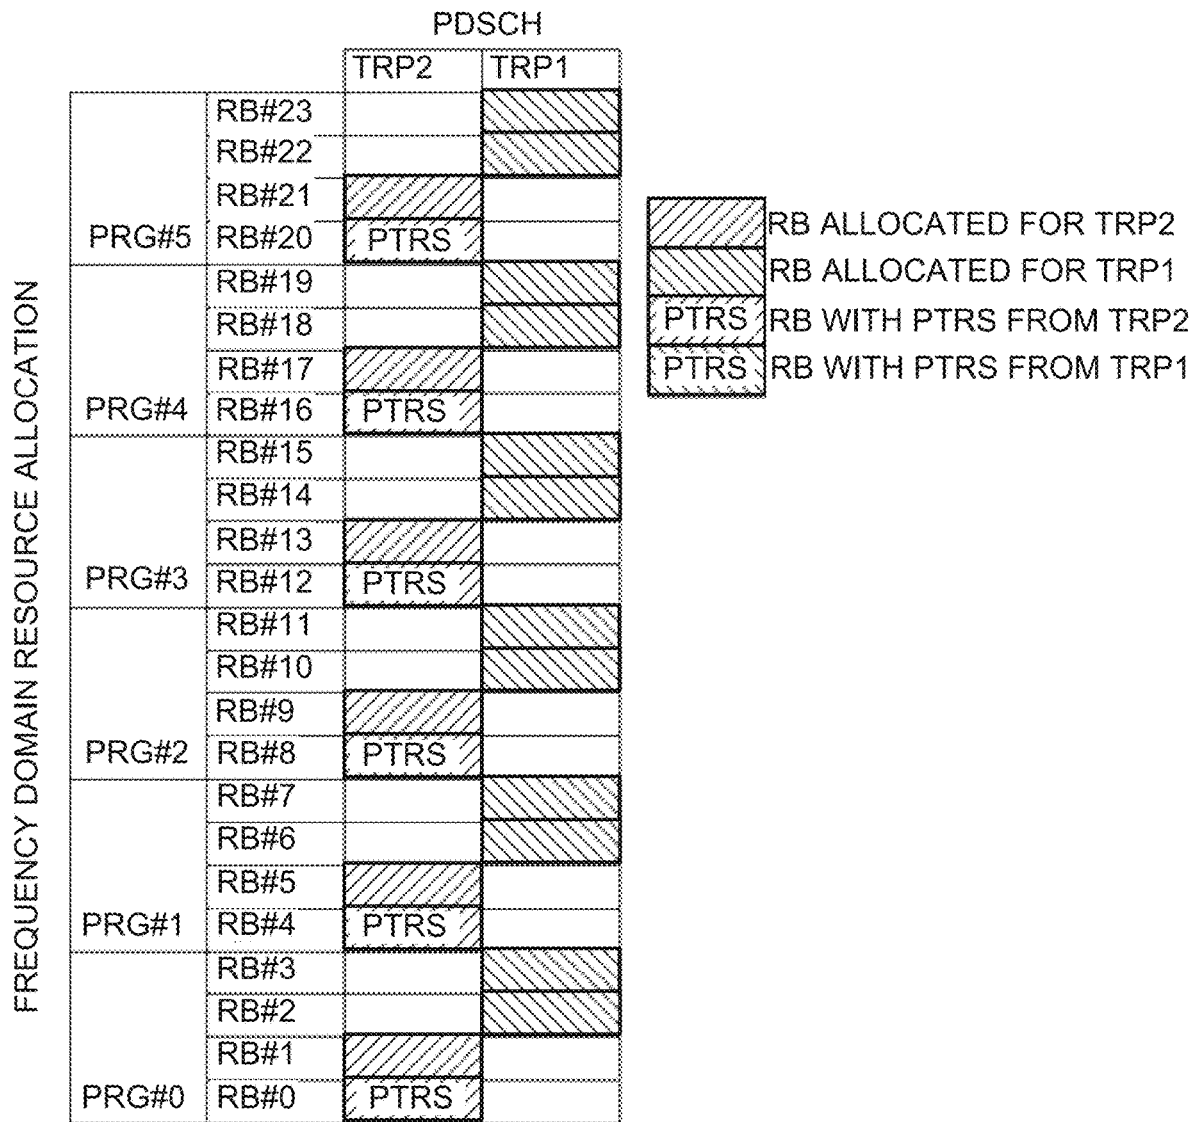 PDSCH
TRP2 TRP1
RB#23
RB#22
RB#21
PRG#5 RB#20 PTRS
RB#19
RB#18
RB#17
PRG#4 RB#16 PTRS
RB#15
RB#14
RB#13
PRG#3 RB#12 PTRS
RB#11
RB#10
RB#9
PRG#2 RB#8 PTRS
RB#7
RB#6
RB#5
PRG#1 RB#4 PTRS
RB#3
RB#2
RB#1
PRG#0 RB#0 PTRS
FREQUENCY DOMAIN RESOURCE ALLOCATION
RB ALLOCATED FOR TRP2
RB ALLOCATED FOR TRP1
PTRS RB WITH PTRS FROM TRP2
PTRS RB WITH PTRS FROM TRP1